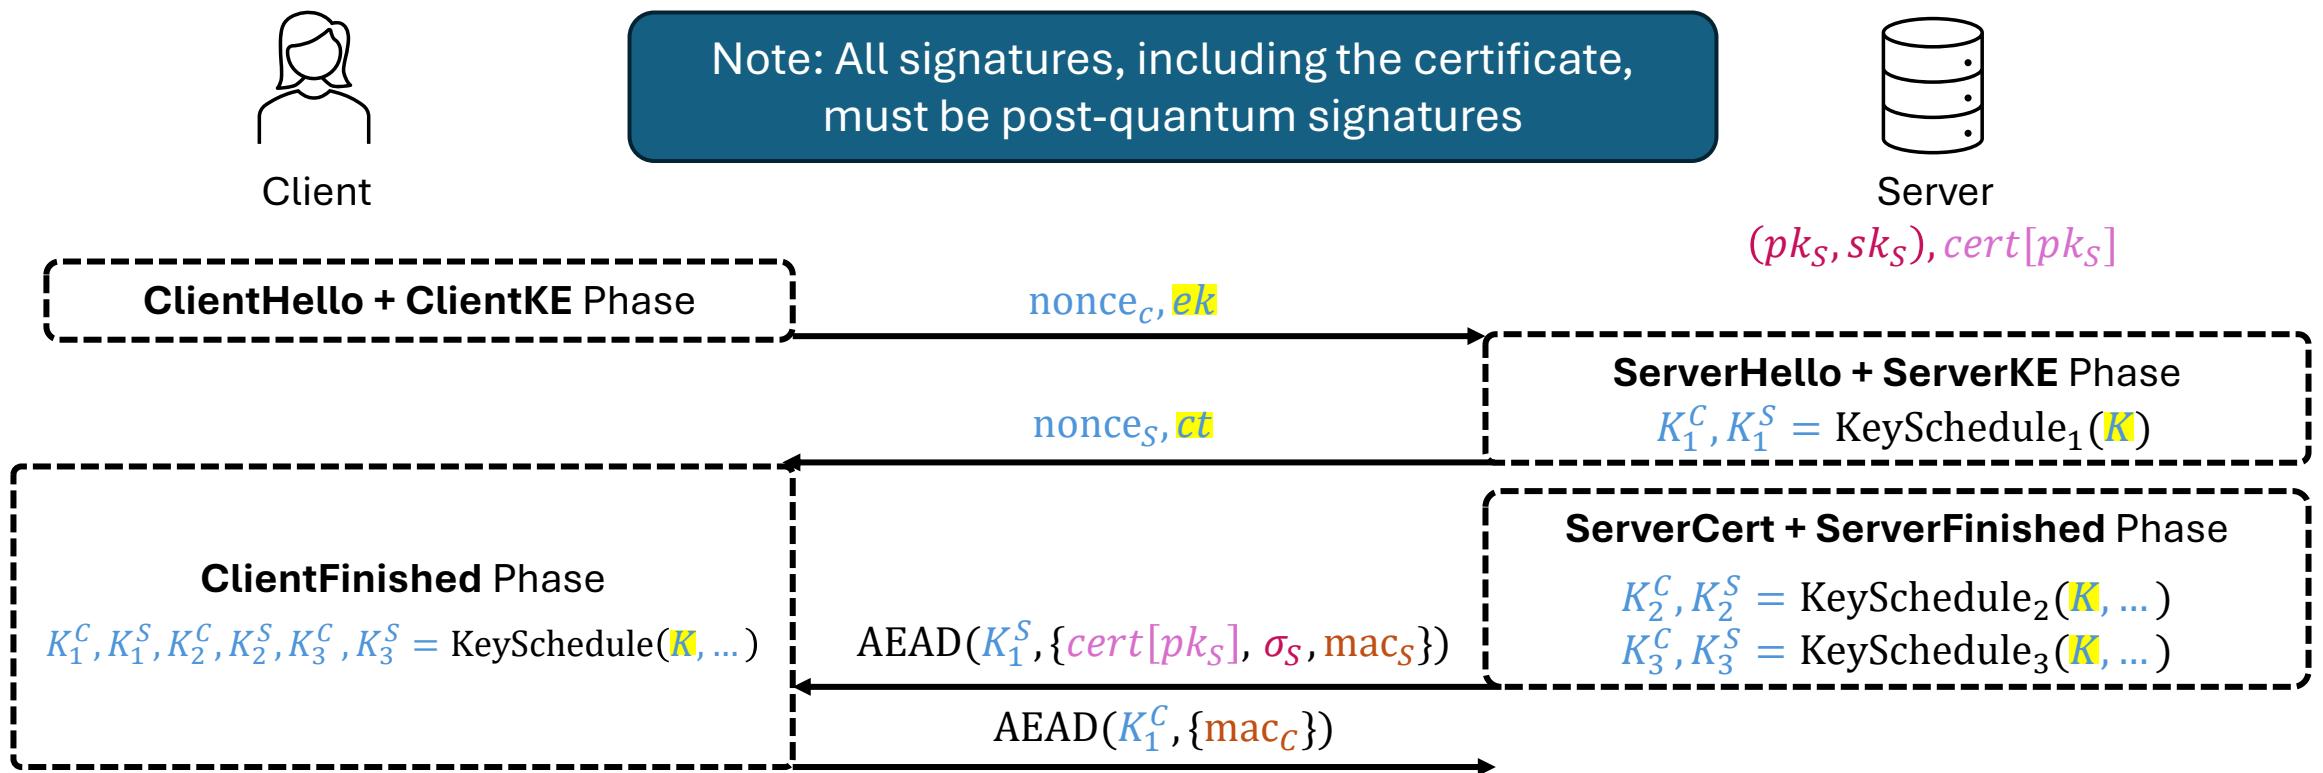 Note: All signatures, including the certificate,
must be post-quantum signatures
Client
Server
(pk_S, sk_S), cert[pk_S]
ClientHello + ClientKE Phase
nonce_c, ek
ServerHello + ServerKE Phase
K_1^C, K_1^S = KeySchedule_1(K)
nonce_S, ct
ServerCert + ServerFinished Phase
K_2^C, K_2^S = KeySchedule_2(K, …)
K_3^C, K_3^S = KeySchedule_3(K, …)
ClientFinished Phase
K_1^C, K_1^S, K_2^C, K_2^S, K_3^C, K_3^S = KeySchedule(K, …)
AEAD(K_1^S, {cert[pk_S], σ_S, mac_S})
AEAD(K_1^C, {mac_C})